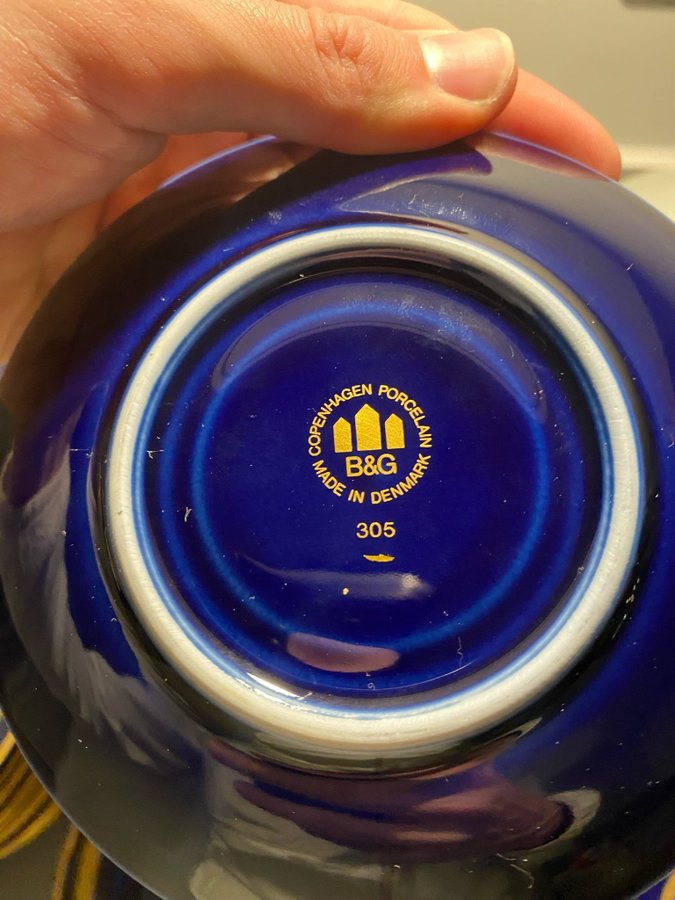 COPENHAGEN PORCELAIN
B&G
MADE IN DENMARK
305